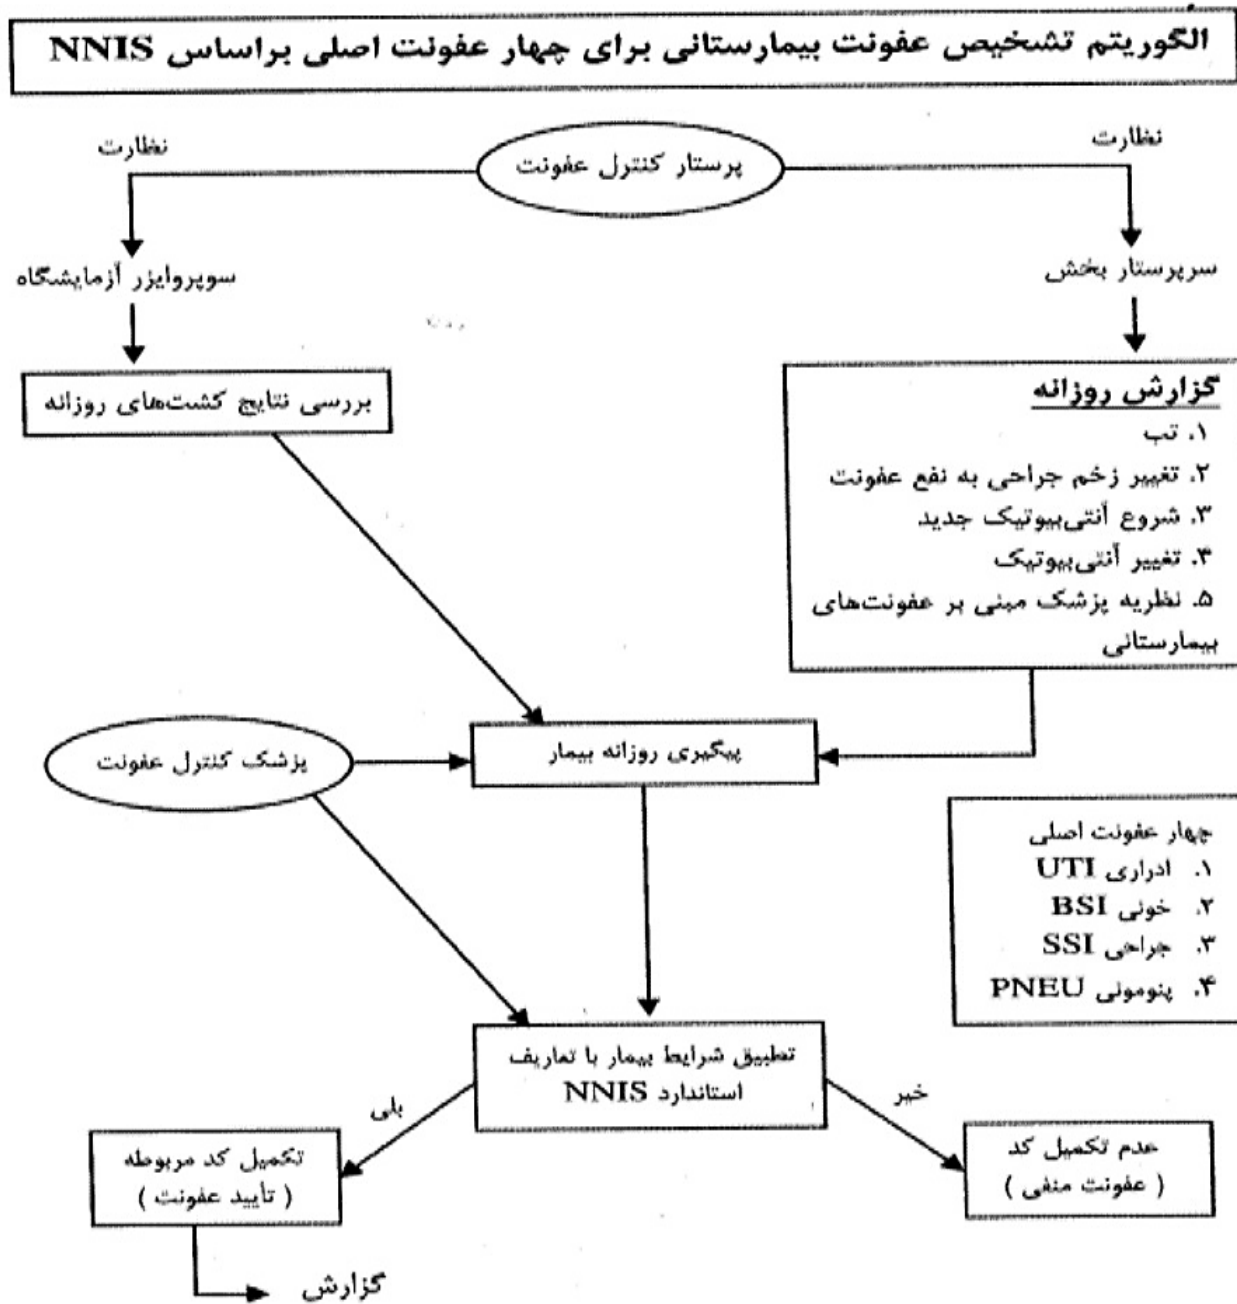 الگوریتم تشخیص عفونت بیمارستانی برای چهار عفونت اصلی براساس NNIS
نظارت
پرستار کنترل عفونت
نظارت
سرپرستار بخش
سوپروایزر آزمایشگاه
گزارش روزانه
۱. تب
۲. تغییر زخم جراحی به نفع عفونت
۳. شروع آنتی‌بیوتیک جدید
۴. تغییر آنتی‌بیوتیک
۵. نظریه پزشک مبنی بر عفونت‌های
بیمارستانی
بررسی نتایج کشت‌های روزانه
پیگیری روزانه بیمار
پزشک کنترل عفونت
چهار عفونت اصلی
۱. ادراری UTI
۲. خونی BSI
۳. جراحی SSI
۴. پنومونی PNEU
تطبیق شرایط بیمار با تعاریف
استاندارد NNIS
خیر
بلی
عدم تکمیل کد
( عفونت منفی )
تکمیل کد مربوطه
( تأیید عفونت )
گزارش